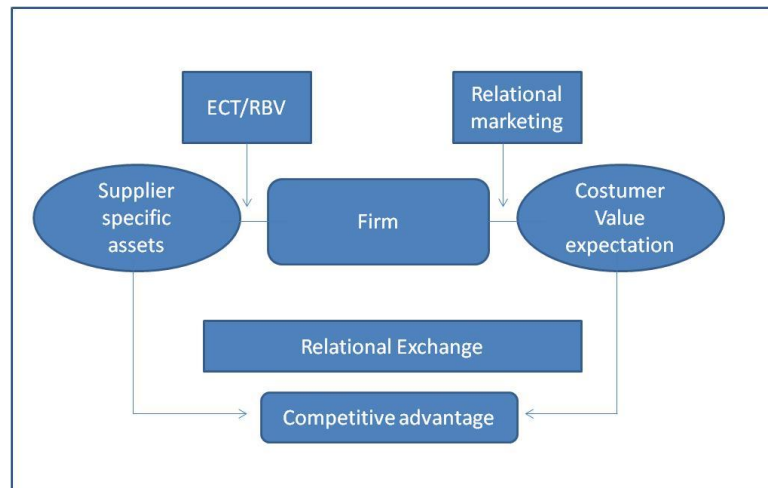 ECT/RBV
Relational
marketing
Supplier
specific
assets
Firm
Costumer
Value
expectation
Relational Exchange
Competitive advantage